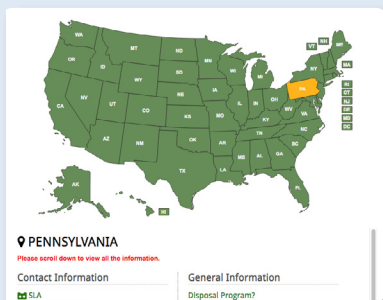 WA
MT
ND
MN
VT
NH
ME
OR
ID
SD
WI
MI
NY
MA
WY
IA
PA
RI
CT
NJ
DE
MD
DC
NE
NV
UT
CO
IL
IN
OH
WV
VA
CA
KS
MO
KY
NC
TN
AZ
NM
OK
AR
SC
MS
AL
GA
TX
LA
FL
AK
HI
PENNSYLVANIA
Please scroll down to view all the information.
Contact Information
General Information
SLA
Disposal Program?